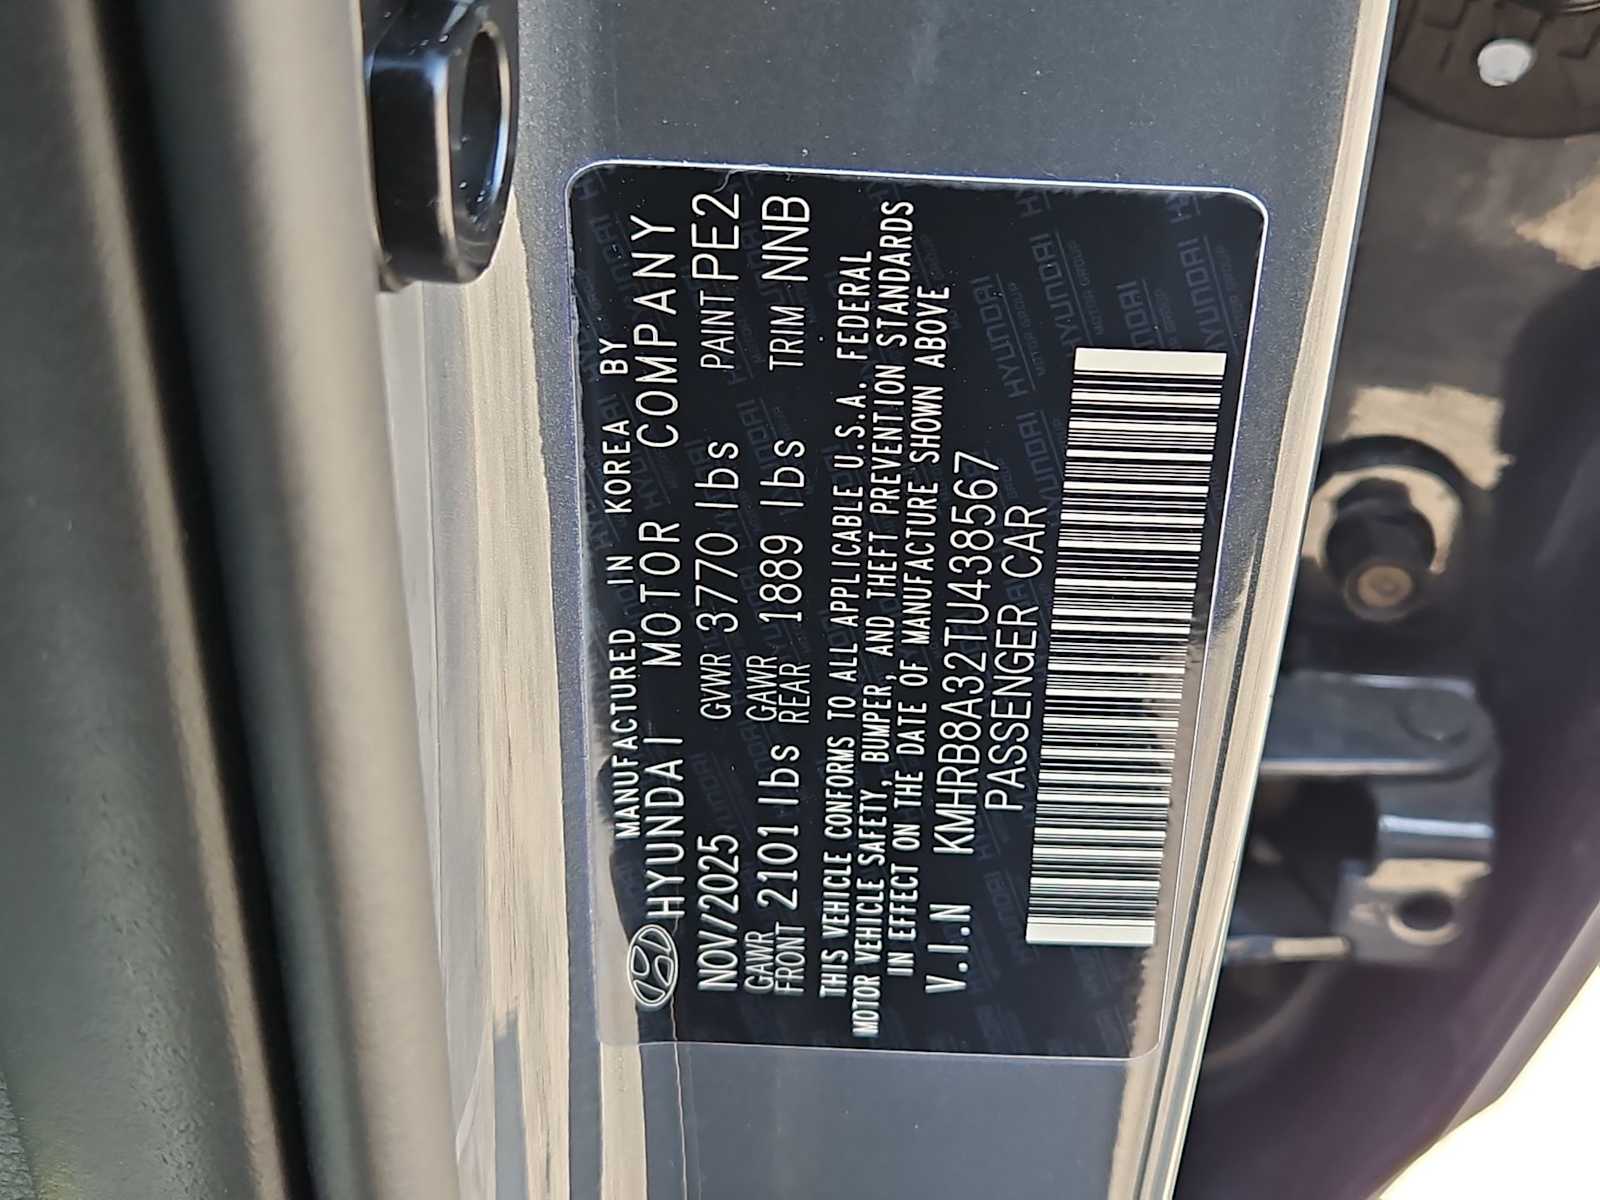 MANUFACTURED IN KOREA BY
HYUNDAI MOTOR COMPANY
NOV/2025 GVWR 3770 lbs PAINT PE2
GAWR FRONT 2101 lbs GAWR REAR 1889 lbs TRIM NNB
THIS VEHICLE CONFORMS TO ALL APPLICABLE U.S.A. FEDERAL
MOTOR VEHICLE SAFETY, BUMPER, AND THEFT PREVENTION STANDARDS
IN EFFECT ON THE DATE OF MANUFACTURE SHOWN ABOVE
V.I.N KMHRB8A32TU438567
PASSENGER CAR